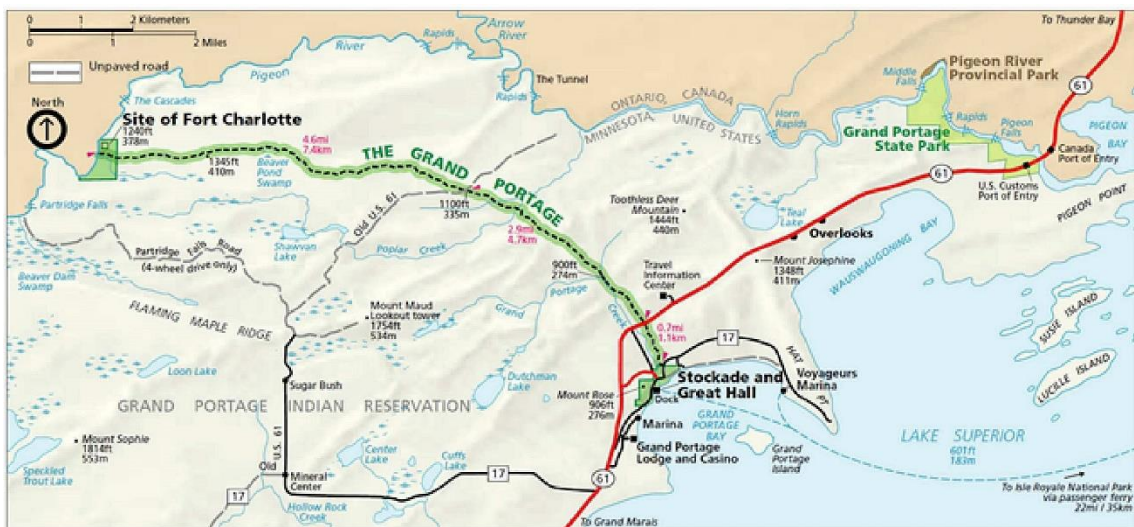 0 1 2 Kilometers
0 1 2 Miles
Unpaved road
North
Arrow
River
Rapids
River
Pigeon
The Tunnel
Rapids
The Cascades
Site of Fort Charlotte
1240ft
378m
4.6mi
7.4km
1345ft
410m
Beaver
Pond
Swamp
THE GRAND PORTAGE
1100ft
335m
Old U.S. 61
2.9mi
4.7km
ONTARIO, CANADA
MINNESOTA, UNITED STATES
Horn
Rapids
To Thunder Bay
Pigeon River
Provincial Park
Middle
Falls
61
Rapids
Pigeon
Falls
PIGEON
BAY
Grand Portage
State Park
Canada
Port of Entry
61
U.S. Customs
Port of Entry
PIGEON POINT
Partridge Falls
Partridge Falls Road
(4-wheel drive only)
Shagwan
Lake
Poplar Creek
Beaver Dam
Swamp
FLAMING MAPLE RIDGE
Toothless Deer
Mountain
1444ft
440m
Teal
Lake
Overlooks
WAUSWAUGONING BAY
Mount Josephine
1348ft
411m
900ft
274m
Travel
Information
Center
Grand Portage Creek
Mount Maud
Lookout tower
1754ft
534m
0.7mi
1.1km
17
HAT PT
SUSIE ISLAND
LUCILLE ISLAND
Loon Lake
Sugar Bush
Dutchman
Lake
Mount Rose
906ft
276m
Stockade and
Great Hall
Dock
Voyageurs
Marina
GRAND PORTAGE INDIAN RESERVATION
Marina
GRAND
PORTAGE
BAY
Grand Portage
Lodge and Casino
Grand
Portage
Island
LAKE SUPERIOR
601ft
183m
Mount Sophie
1814ft
553m
Old U.S. 61
Center
Lake
Cuffs
Lake
Speckled
Trout Lake
Mineral
Center
17
17
61
Hollow Rock
Creek
To Grand Marais
To Isle Royale National Park
via passenger ferry
22mi / 35km